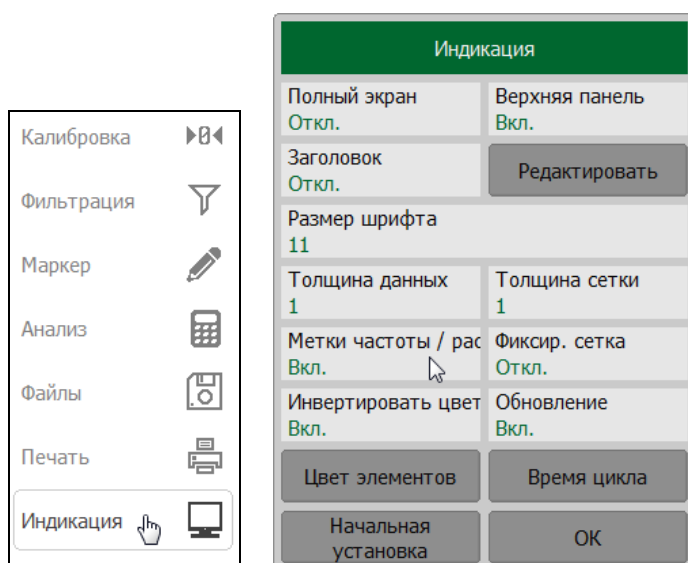 Калибровка
Фильтрация
Маркер
Анализ
Файлы
Печать
Индикация
Индикация
Полный экран
Откл.
Верхняя панель
Вкл.
Заголовок
Откл.
Редактировать
Размер шрифта
11
Толщина данных
1
Толщина сетки
1
Метки частоты / рас
Вкл.
Фиксир. сетка
Откл.
Инвертировать цвет
Вкл.
Обновление
Вкл.
Цвет элементов
Время цикла
Начальная
установка
ОК